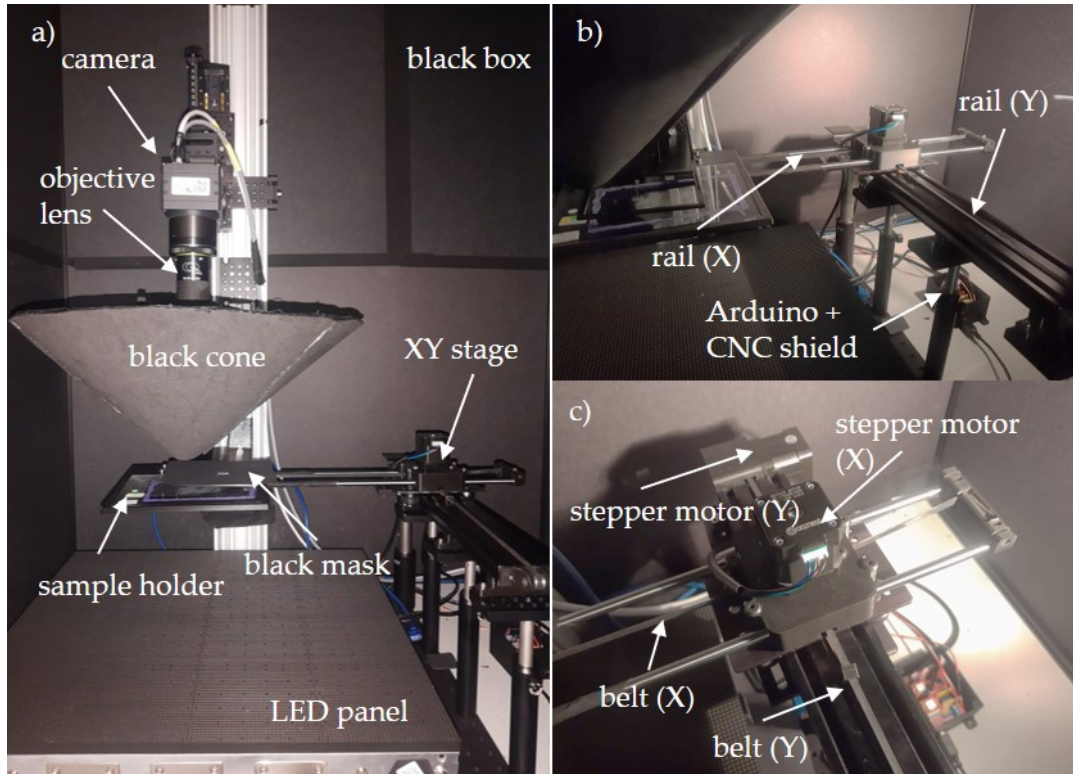 a)
camera
black box
objective
lens
black cone
XY stage
sample holder
black mask
LED panel
b)
rail (Y)
rail (X)
Arduino +
CNC shield
c)
stepper motor
(X)
stepper motor (Y)
belt (X)
belt (Y)